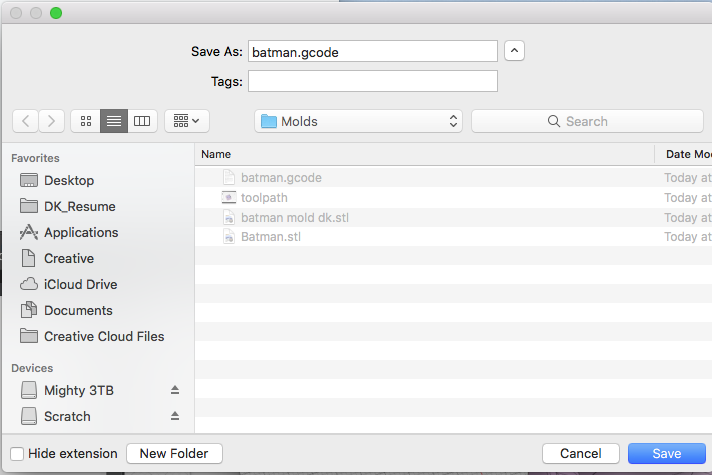 Save As: batman.gcode
Tags:
Molds
Search
Favorites
Desktop
DK_Resume
Applications
Creative
iCloud Drive
Documents
Creative Cloud Files
Devices
Mighty 3TB
Scratch
Name Date Mo
batman.gcode Today at
toolpath Today at
batman mold dk.stl Today at
Batman.stl Today at
Hide extension New Folder Cancel Save